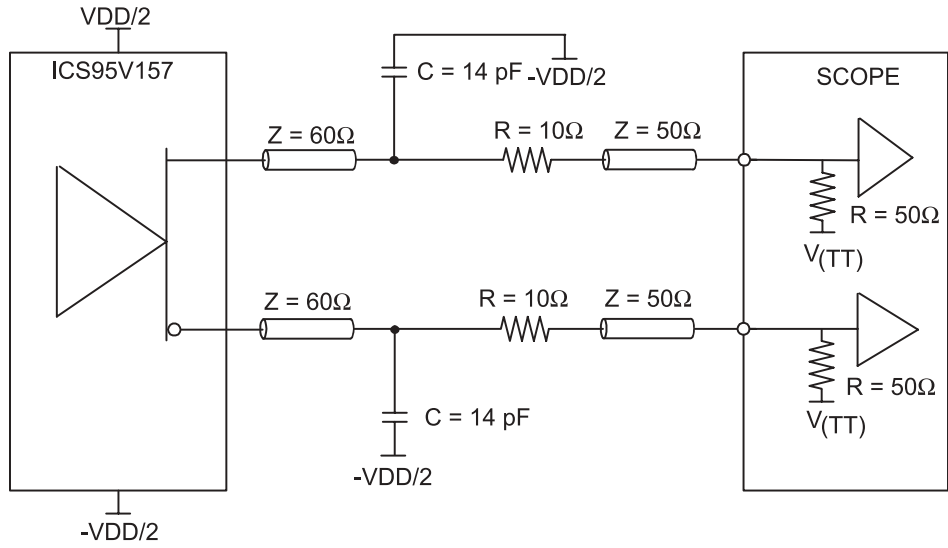 VDD/2
ICS95V157
C = 14 pF
-VDD/2
SCOPE
Z = 60Ω
R = 10Ω
Z = 50Ω
R = 50Ω
V(TT)
Z = 60Ω
R = 10Ω
Z = 50Ω
R = 50Ω
V(TT)
C = 14 pF
-VDD/2
-VDD/2